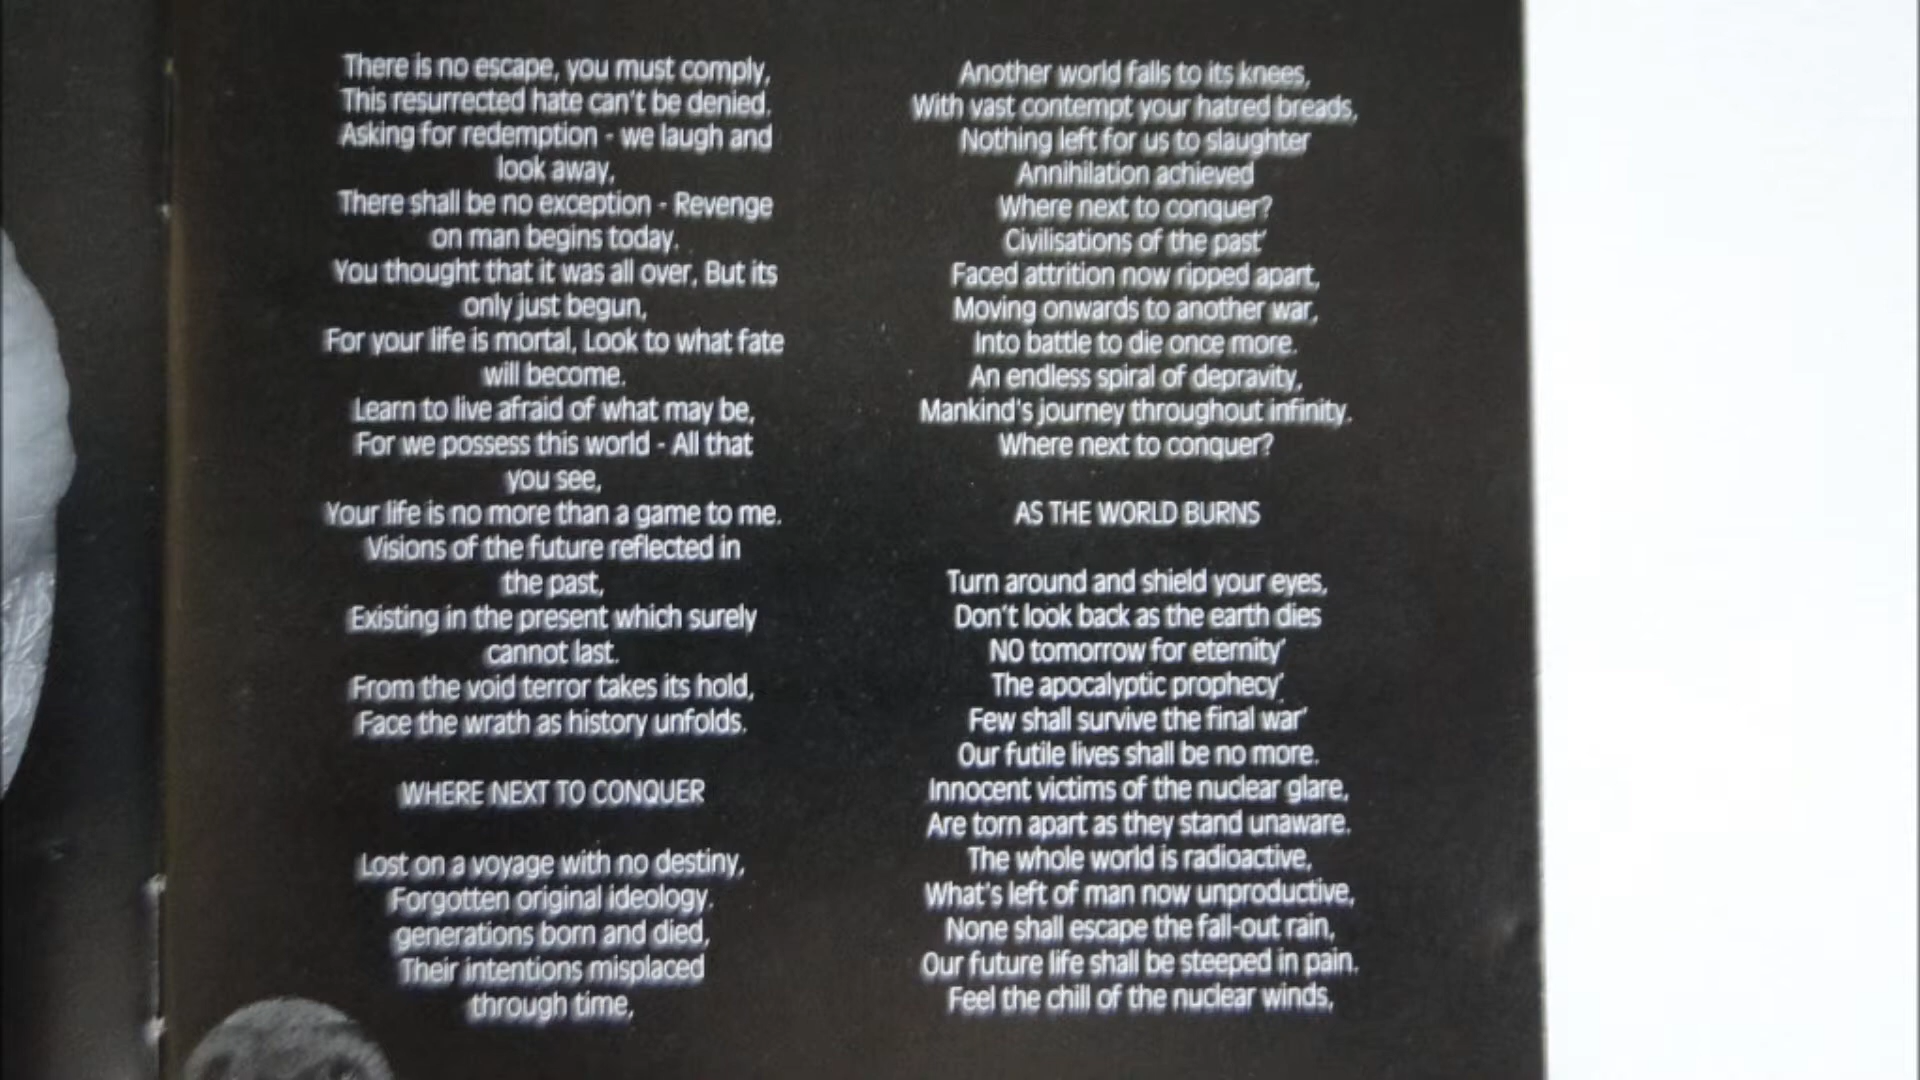 There is no escape, you must comply,
This resurrected hate can't be denied.
Asking for redemption - we laugh and
look away,
There shall be no exception - Revenge
on man begins today.
You thought that it was all over, But its
only just begun,
For your life is mortal, Look to what fate
will become.
Learn to live afraid of what may be,
For we possess this world - All that
you see,
Your life is no more than a game to me.
Visions of the future reflected in
the past,
Existing in the present which surely
cannot last.
From the void terror takes its hold,
Face the wrath as history unfolds.
WHERE NEXT TO CONQUER
Lost on a voyage with no destiny,
Forgotten original ideology.
generations born and died,
Their intentions misplaced
through time,
Another world falls to its knees,
With vast contempt your hatred breads,
Nothing left for us to slaughter
Annihilation achieved
Where next to conquer?
Civilisations of the past'
Faced attrition now ripped apart,
Moving onwards to another war,
Into battle to die once more.
An endless spiral of depravity,
Mankind's journey throughout infinity.
Where next to conquer?
AS THE WORLD BURNS
Turn around and shield your eyes,
Don't look back as the earth dies
NO tomorrow for eternity'
The apocalyptic prophecy'
Few shall survive the final war'
Our futile lives shall be no more.
Innocent victims of the nuclear glare,
Are torn apart as they stand unaware.
The whole world is radioactive,
What's left of man now unproductive,
None shall escape the fall-out rain,
Our future life shall be steeped in pain.
Feel the chill of the nuclear winds,